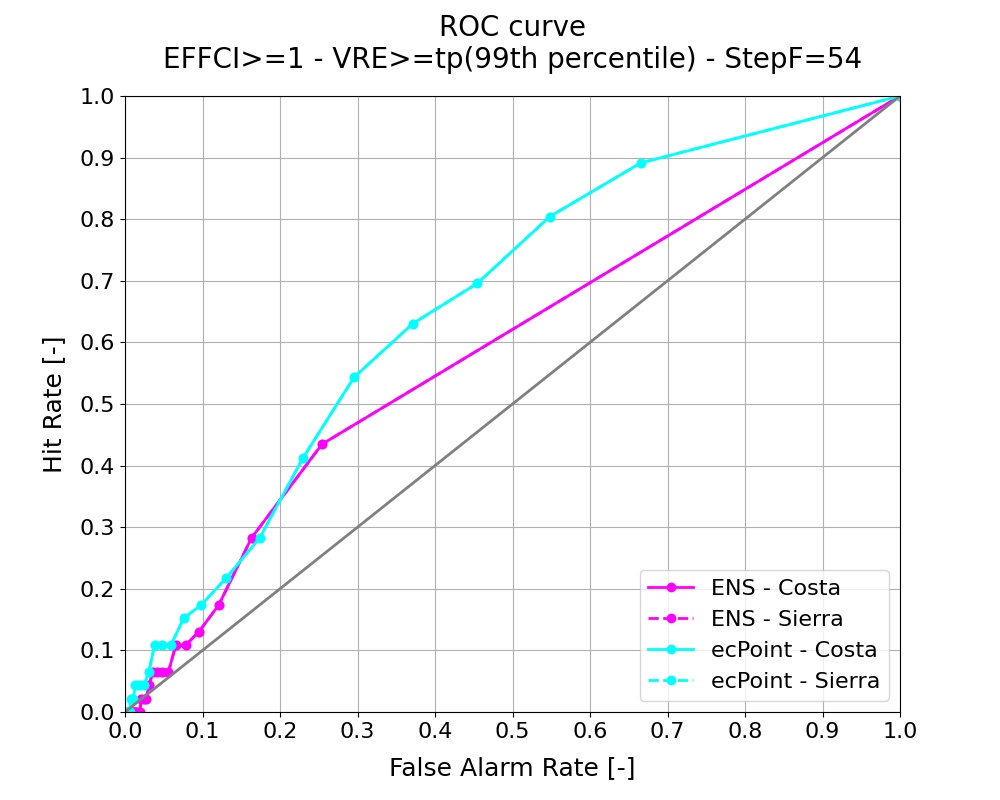 ROC curve
EFFCI>=1 - VRE>=tp(99th percentile) - StepF=54
1.0
0.9
0.8
0.7
0.6
0.5
0.4
0.3
0.2
0.1
0.0
Hit Rate [-]
ENS - Costa
ENS - Sierra
ecPoint - Costa
ecPoint - Sierra
0.0 0.1 0.2 0.3 0.4 0.5 0.6 0.7 0.8 0.9 1.0
False Alarm Rate [-]